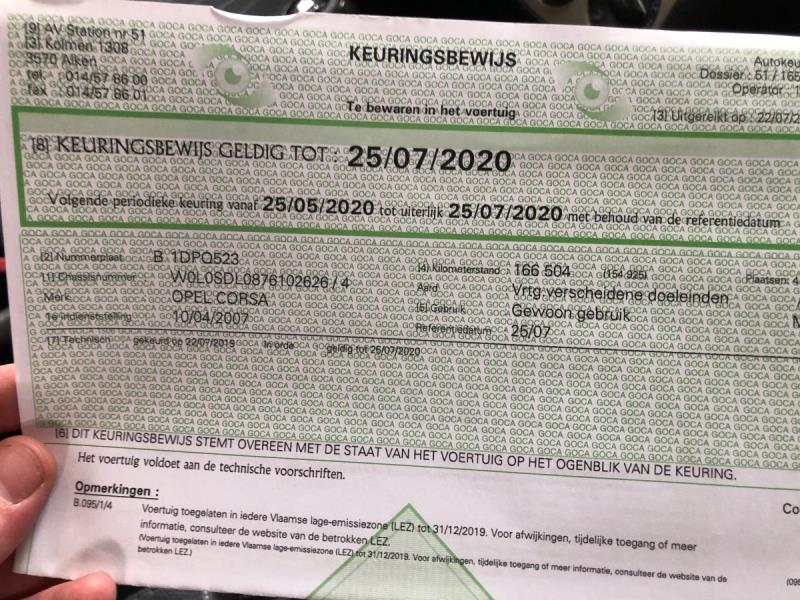 [9] AV Station nr 51
[3] Kolmen 1308
3570 Alken
tel. : 014/57 86 00
fax : 014/57 86 01
KEURINGSBEWIJS
Te bewaren in het voertuig
Dossier : 51 / 165
Operator : 1
[3] Uitgereikt op : 22/07/2
[8] KEURINGSBEWIJS GELDIG TOT : 25/07/2020
Volgende periodieke keuring vanaf 25/05/2020 tot uiterlijk 25/07/2020 met behoud van de referentiedatum
[2] Nummerplaat B 1DPQ523 [4] Kilometerstand 166 504 (154 925) Plaatsen: 4
[1] Chassisnummer W0L0SDL0876102626 / 4 Aard Vrtg.verscheidene doeleinden
Merk OPEL CORSA [5] Gebruik Gewoon gebruik
1e indienststelling 10/04/2007 Referentiedatum 25/07
[7] Technisch gekeurd op 22/07/2019 In orde geldig tot 25/07/2020
[6] DIT KEURINGSBEWIJS STEMT OVEREEN MET DE STAAT VAN HET VOERTUIG OP HET OGENBLIK VAN DE KEURING.
Het voertuig voldoet aan de technische voorschriften.
Opmerkingen :
B.095/1/4 Voertuig toegelaten in iedere Vlaamse lage-emissiezone (LEZ) tot 31/12/2019. Voor afwijkingen, tijdelijke toegang of meer
informatie, consulteer de website van de betrokken LEZ.
(Voertuig toegelaten in iedere Vlaamse lage-emissiezone (LEZ) tot 31/12/2019. Voor afwijkingen, tijdelijke toegang of meer informatie, consulteer de website van de
betrokken LEZ.)